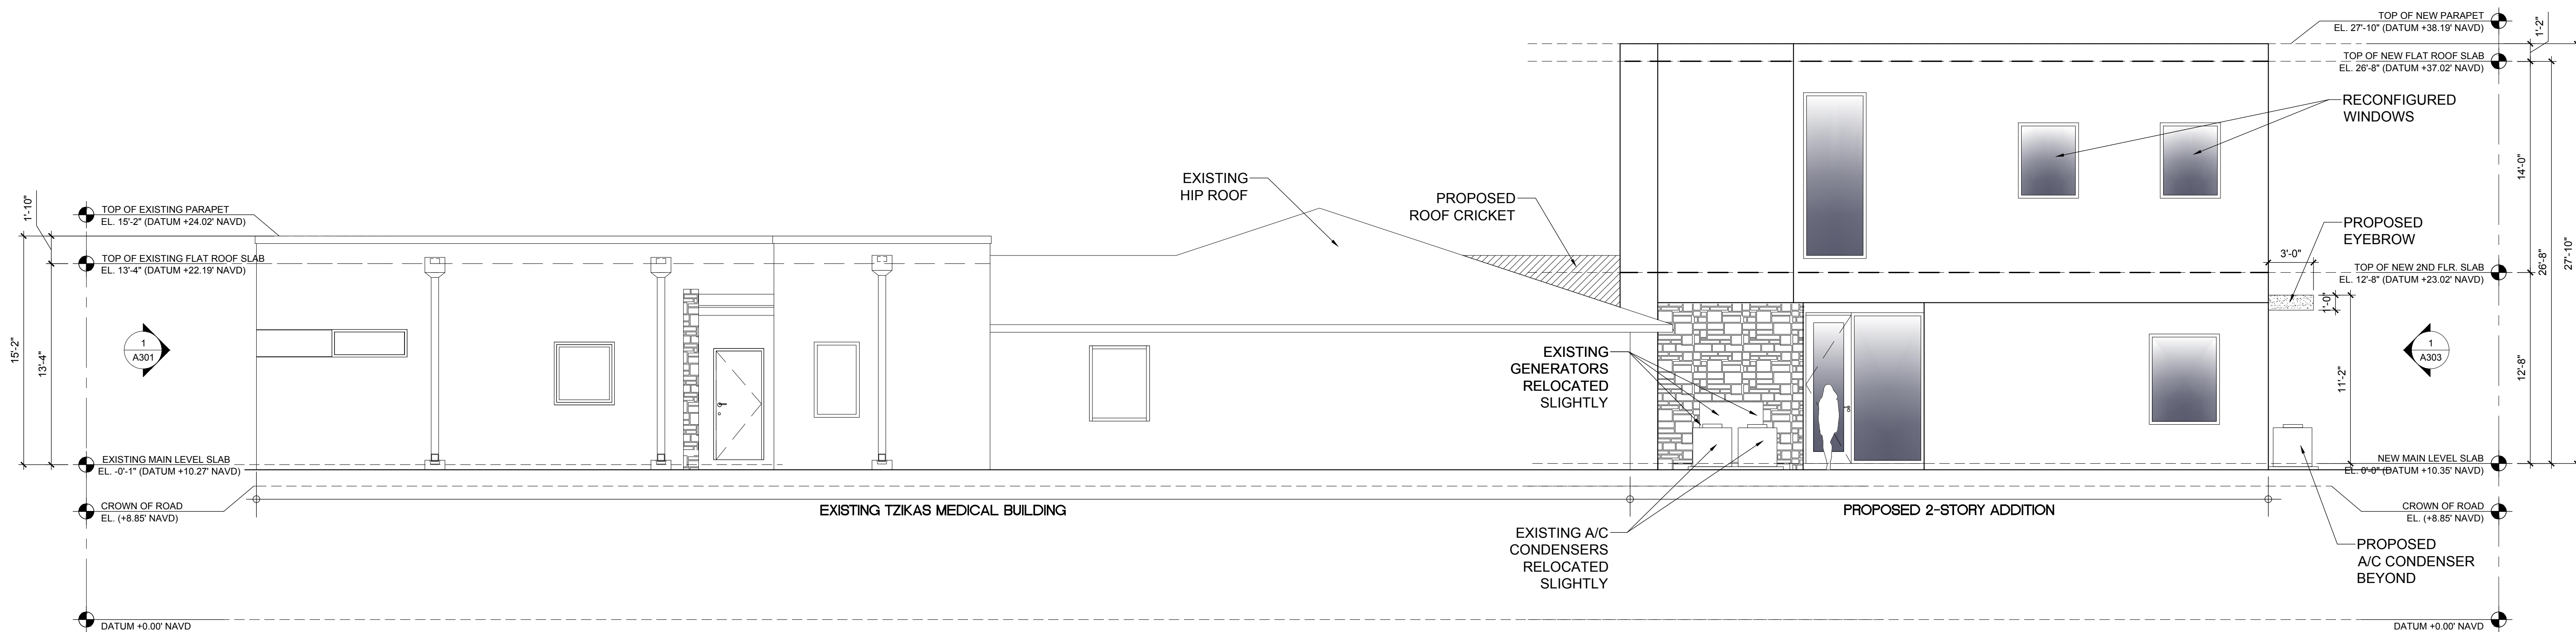 TOP OF NEW PARAPET
EL. 27'-10" (DATUM +38.19' NAVD)
1'-2"
TOP OF NEW FLAT ROOF SLAB
EL. 26'-8" (DATUM +37.02' NAVD)
RECONFIGURED
WINDOWS
14'-0"
EXISTING
HIP ROOF
PROPOSED
ROOF CRICKET
1'-10"
TOP OF EXISTING PARAPET
EL. 15'-2" (DATUM +24.02' NAVD)
PROPOSED
EYEBROW
3'-0"
TOP OF EXISTING FLAT ROOF SLAB
EL. 13'-4" (DATUM +22.19' NAVD)
TOP OF NEW 2ND FLR. SLAB
EL. 12'-8" (DATUM +23.02' NAVD)
26'-8"
27'-10"
1'-0"
15'-2"
13'-4"
1
A301
EXISTING
GENERATORS
RELOCATED
SLIGHTLY
1
A303
11'-2"
12'-8"
EXISTING MAIN LEVEL SLAB
EL. -0'-1" (DATUM +10.27' NAVD)
NEW MAIN LEVEL SLAB
EL. 0'-0" (DATUM +10.35' NAVD)
CROWN OF ROAD
EL. (+8.85' NAVD)
EXISTING TZIKAS MEDICAL BUILDING
PROPOSED 2-STORY ADDITION
CROWN OF ROAD
EL. (+8.85' NAVD)
EXISTING A/C
CONDENSERS
RELOCATED
SLIGHTLY
PROPOSED
A/C CONDENSER
BEYOND
DATUM +0.00' NAVD
DATUM +0.00' NAVD